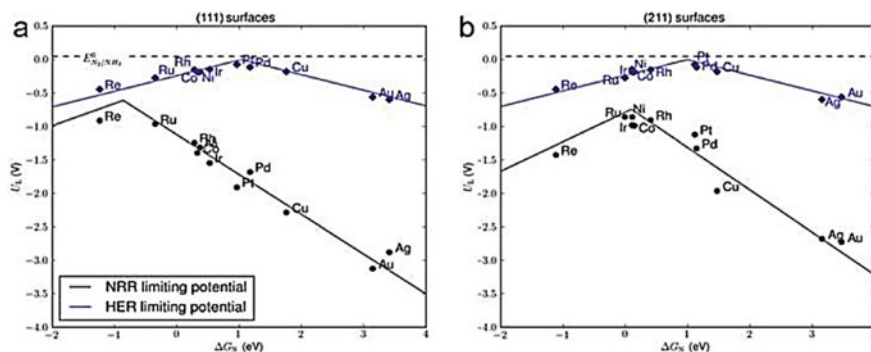 a
(111) surfaces
E⁰N₂/NH₃
Re
Ru
Rh
Co
Ni
Ir
Pt
Pd
Cu
Au
Ag
Re
Ru
Rh
Co
Ir
Pt
Pd
Cu
Ag
Au
NRR limiting potential
HER limiting potential
0.5
0.0
−0.5
−1.0
−1.5
−2.0
−2.5
−3.0
−3.5
−4.0
U_L (V)
−2
−1
0
1
2
3
4
ΔG_N (eV)
b
(211) surfaces
Re
Ru
Ir
Ni
Co
Rh
Pt
Pd
Cu
Ag
Au
Ru
Ni
Rh
Ir
Co
Re
Pt
Pd
Cu
Ag
Au
0.5
0.0
−0.5
−1.0
−1.5
−2.0
−2.5
−3.0
−3.5
−4.0
U_L (V)
−2
−1
0
1
2
3
4
ΔG_N (eV)